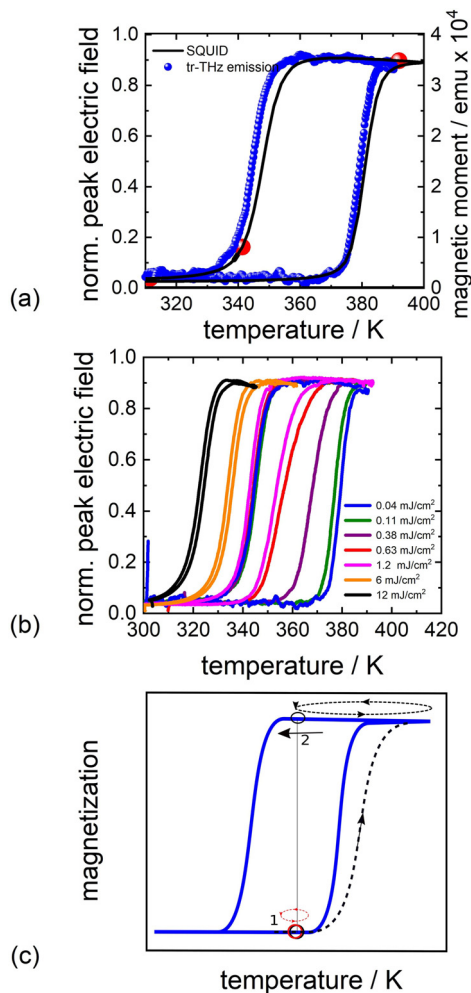 (a)
norm. peak electric field
1.0
0.8
0.6
0.4
0.2
0.0
SQUID
tr-THz emission
4
3
2
2
1
0
magnetic moment / emu x 10⁴
320 340 360 380 400
temperature / K
(b)
norm. peak electric field
1.0
0.8
0.6
0.4
0.2
0.0
0.04 mJ/cm²
0.11 mJ/cm²
0.38 mJ/cm²
0.63 mJ/cm²
1.2 mJ/cm²
6 mJ/cm²
12 mJ/cm²
300 320 340 360 380 400 420
temperature / K
(c)
magnetization
2
1
temperature / K